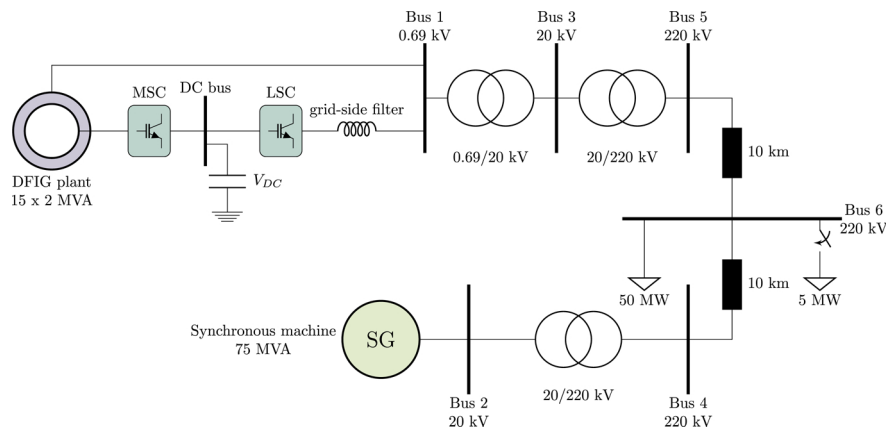 Bus 1
0.69 kV
Bus 3
20 kV
Bus 5
220 kV
MSC
DC bus
LSC
grid-side filter
0.69/20 kV
20/220 kV
10 km
DFIG plant
15 x 2 MVA
V_DC
Bus 6
220 kV
50 MW
10 km
5 MW
Synchronous machine
75 MVA
SG
20/220 kV
Bus 2
20 kV
Bus 4
220 kV